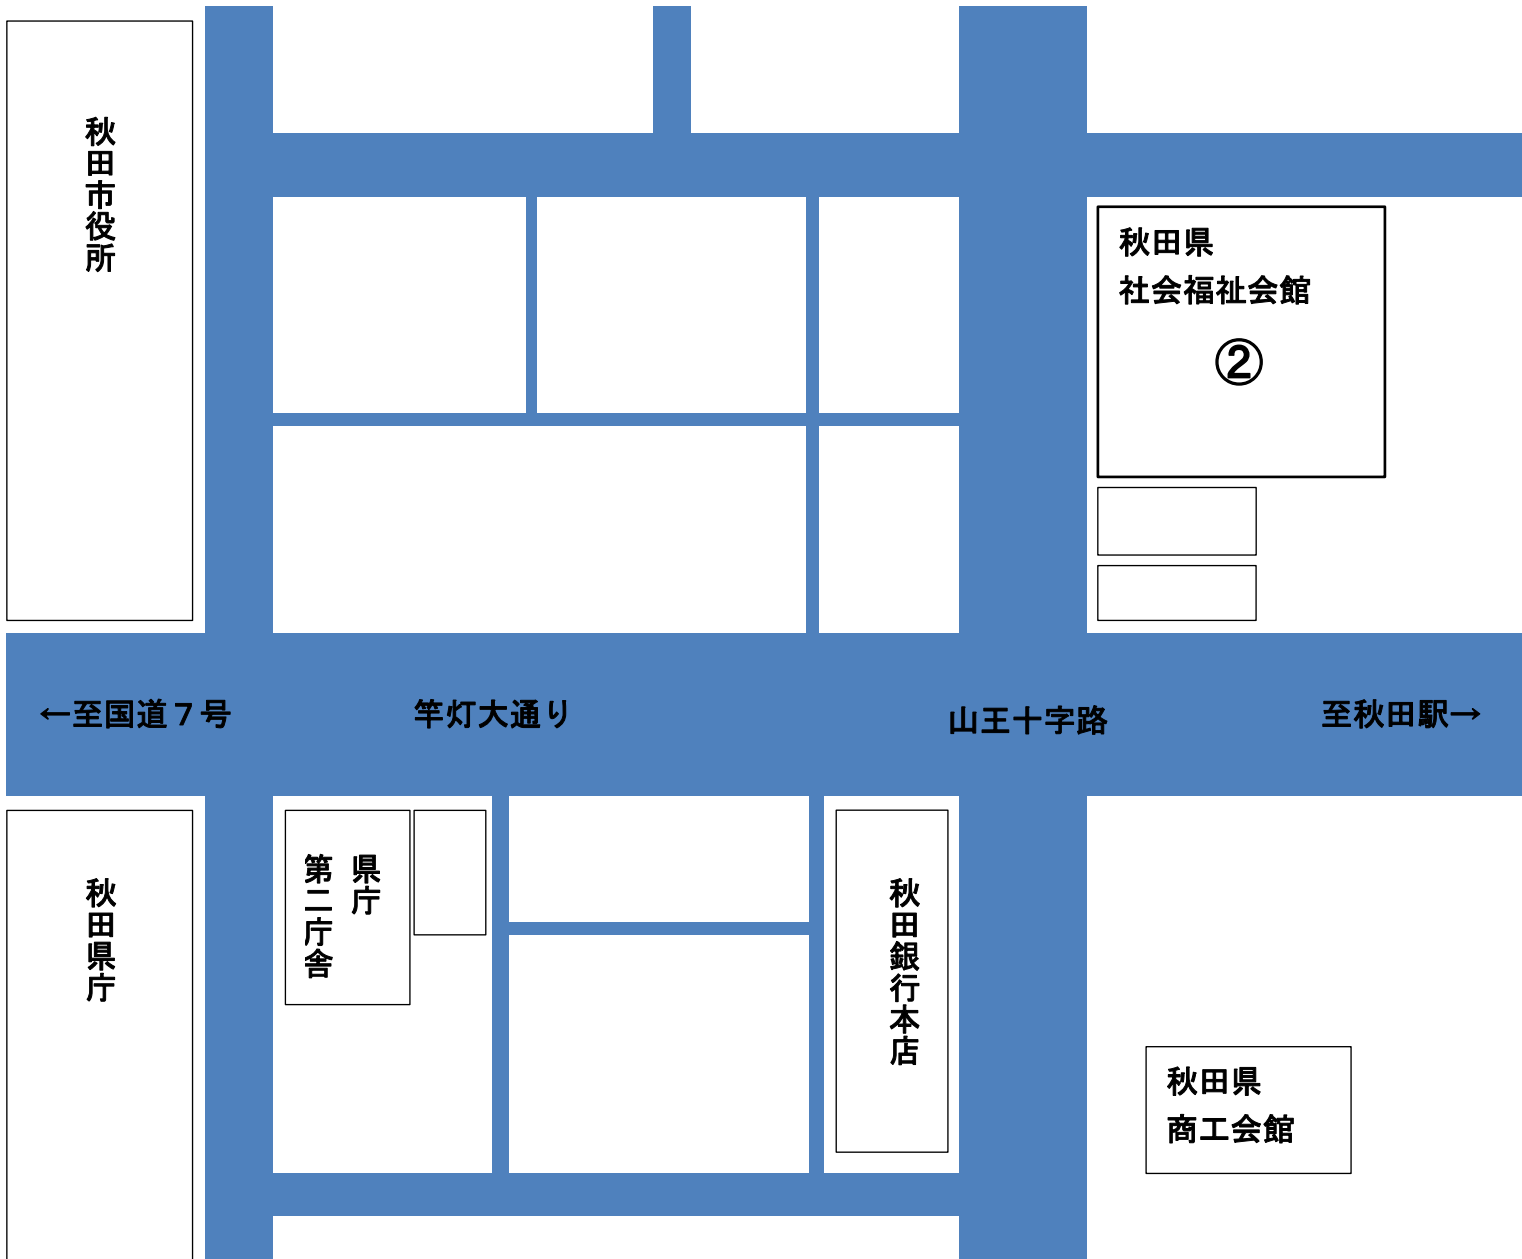 秋田市役所
秋田県
社会福祉会館
②
←至国道７号
竿灯大通り
山王十字路
至秋田駅→
秋田県庁
県庁
第二庁舎
秋田銀行本店
秋田県
商工会館